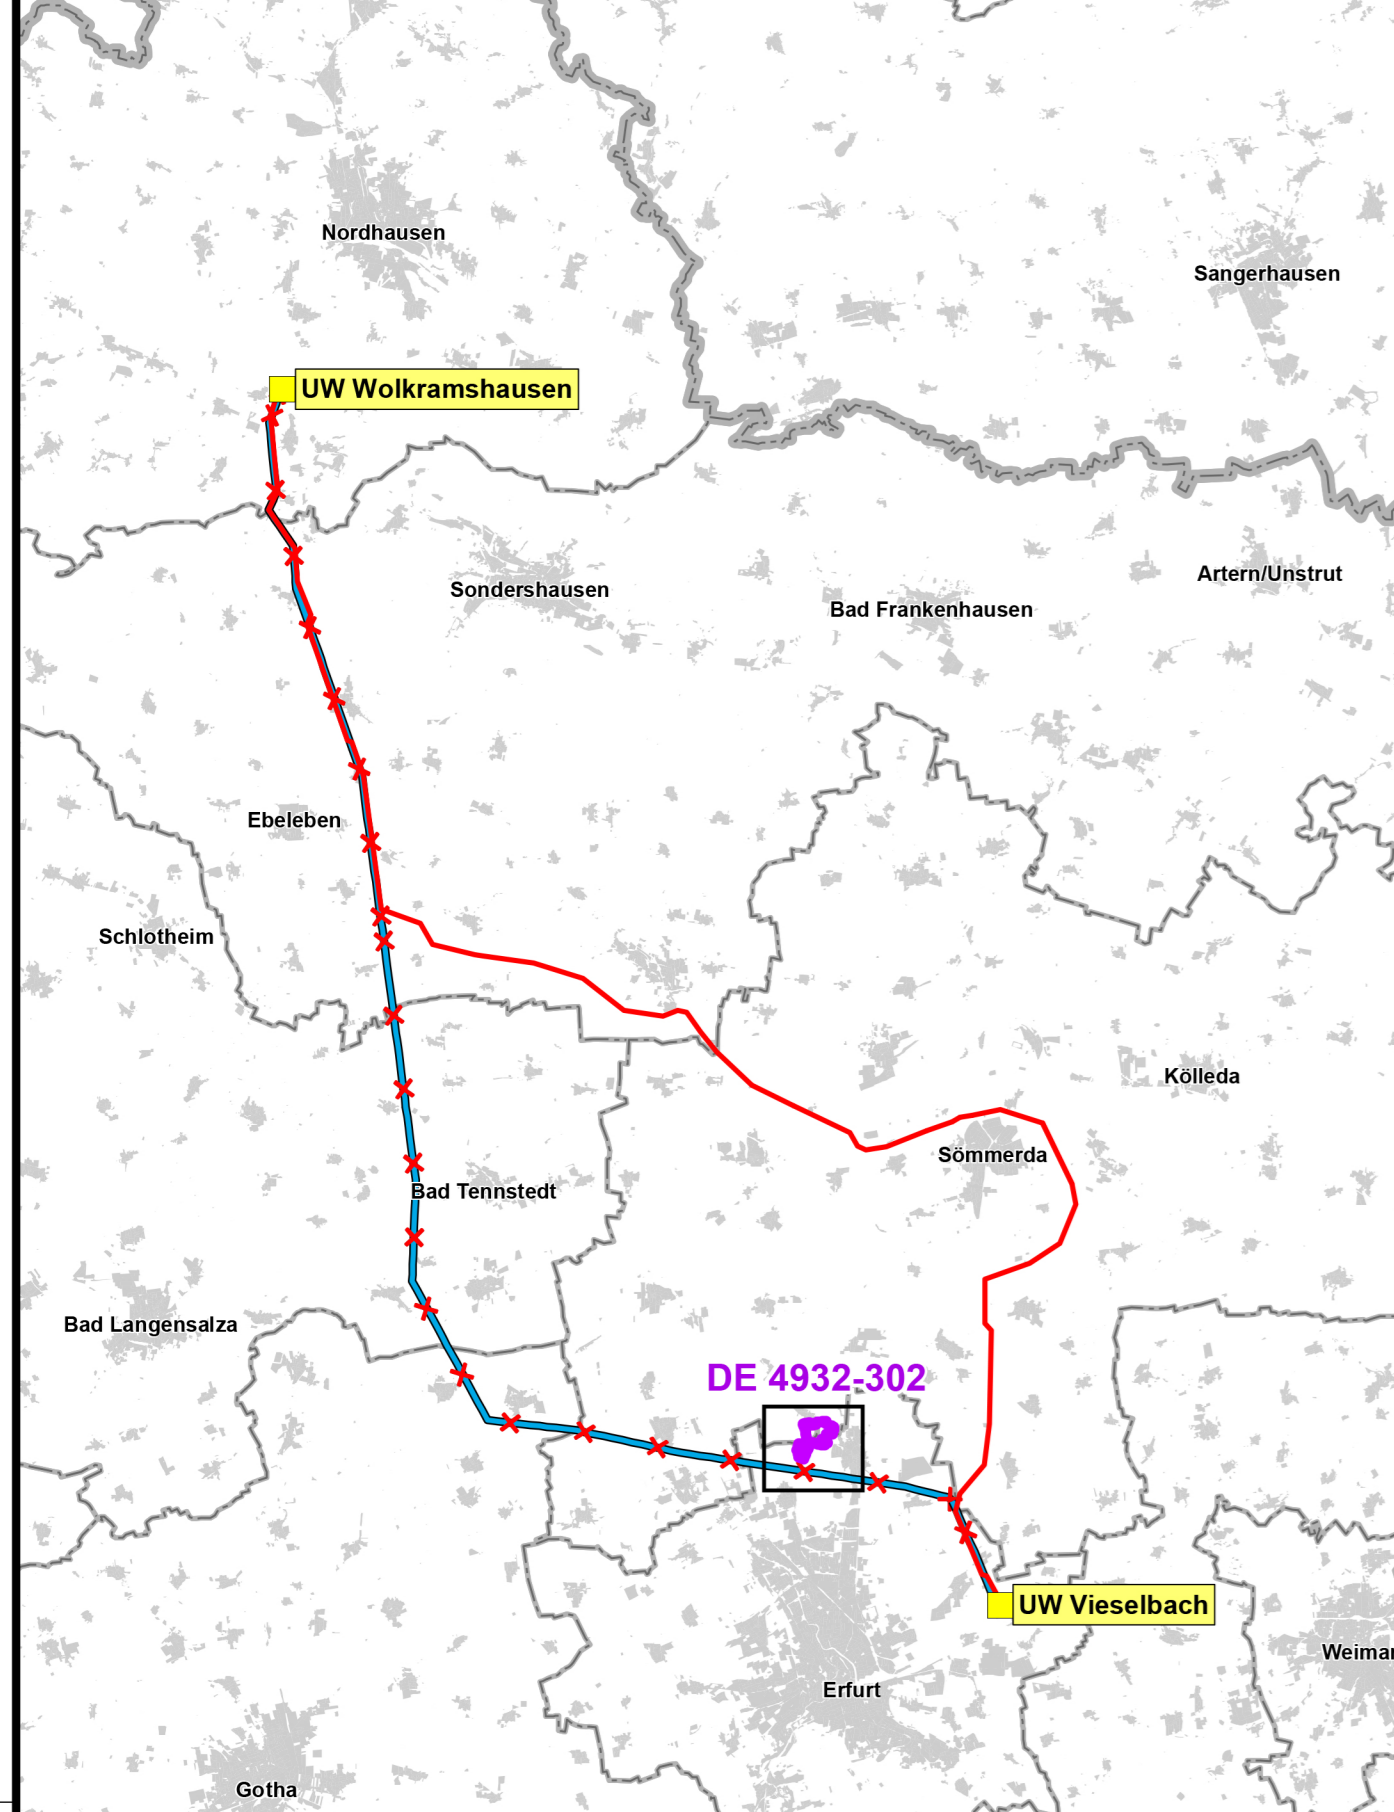 Nordhausen
Sangerhausen
UW Wolkramshausen
Artern/Unstrut
Sondershausen
Bad Frankenhausen
Ebeleben
Schlotheim
Kölleda
Sömmerda
Bad Tennstedt
Bad Langensalza
DE 4932-302
UW Vieselbach
Weimar
Erfurt
Gotha